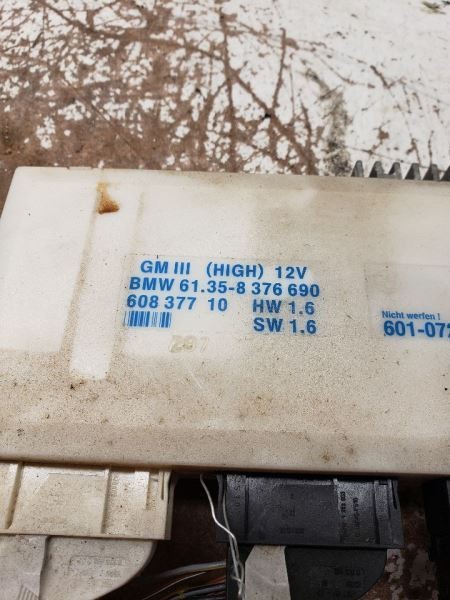 GM III (HIGH) 12V
BMW 61.35-8 376 690
608 377 10 HW 1.6
SW 1.6
Nicht werfen !
601-072